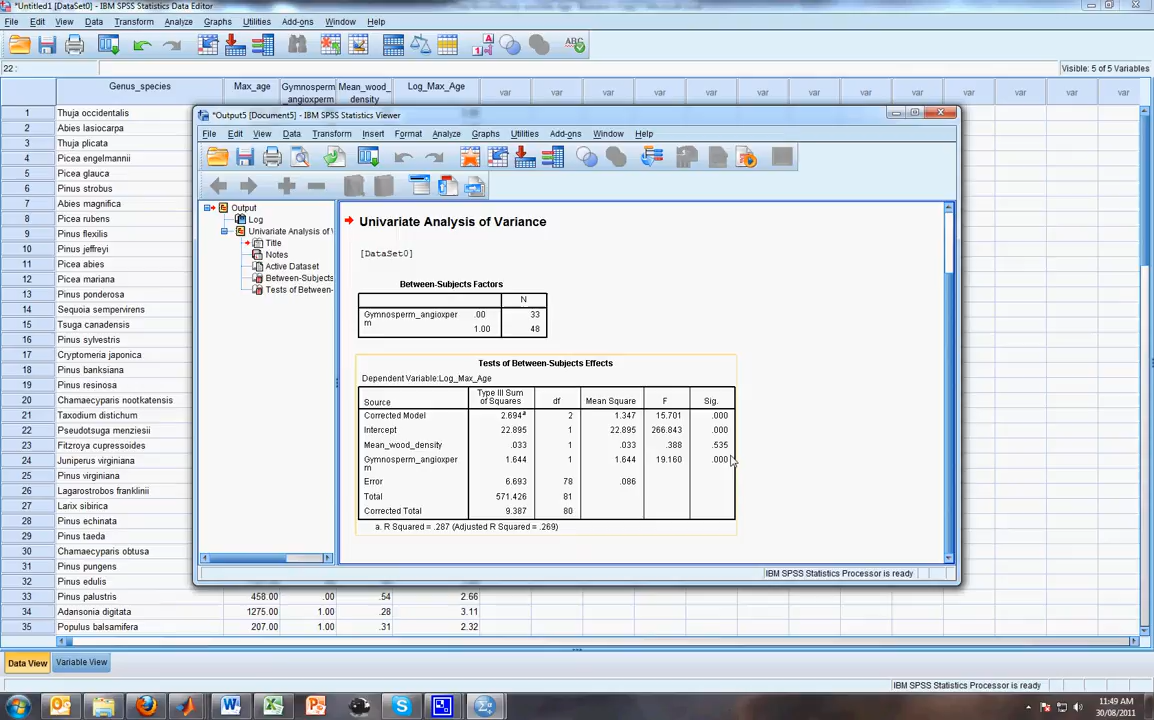 *Untitled1 [DataSet0] - IBM SPSS Statistics Data Editor
File Edit View Data Transform Analyze Graphs Utilities Add-ons Window Help
22 :
Visible: 5 of 5 Variables
Genus_species Max_age Gymnosperm_angioxperm Mean_wood_density Log_Max_Age var var var var var var var var var
1 Thuja occidentalis
2 Abies lasiocarpa
3 Thuja plicata
4 Picea engelmannii
5 Picea glauca
6 Pinus strobus
7 Abies magnifica
8 Picea rubens
9 Pinus flexilis
10 Pinus jeffreyi
11 Picea abies
12 Picea mariana
13 Pinus ponderosa
14 Sequoia sempervirens
15 Tsuga canadensis
16 Pinus sylvestris
17 Cryptomeria japonica
18 Pinus banksiana
19 Pinus resinosa
20 Chamaecyparis nootkatensis
21 Taxodium distichum
22 Pseudotsuga menziesii
23 Fitzroya cupressoides
24 Juniperus virginiana
25 Pinus virginiana
26 Lagarostrobos franklinii
27 Larix sibirica
28 Pinus echinata
29 Pinus taeda
30 Chamaecyparis obtusa
31 Pinus pungens
32 Pinus edulis
33 Pinus palustris 458.00 .00 .54 2.66
34 Adansonia digitata 1275.00 1.00 .28 3.11
35 Populus balsamifera 207.00 1.00 .31 2.32
*Output5 [Document5] - IBM SPSS Statistics Viewer
File Edit View Data Transform Insert Format Analyze Graphs Utilities Add-ons Window Help
Output
Log
Univariate Analysis of
Title
Notes
Active Dataset
Between-Subjects
Tests of Between-
Univariate Analysis of Variance
[DataSet0]
Between-Subjects Factors
N
Gymnosperm_angioxper
m
.00 33
1.00 48
Tests of Between-Subjects Effects
Dependent Variable:Log_Max_Age
Source Type III Sum of Squares df Mean Square F Sig.
Corrected Model 2.694a 2 1.347 15.701 .000
Intercept 22.895 1 22.895 266.843 .000
Mean_wood_density .033 1 .033 .388 .535
Gymnosperm_angioxper
m
1.644 1 1.644 19.160 .000
Error 6.693 78 .086
Total 571.426 81
Corrected Total 9.387 80
a. R Squared = .287 (Adjusted R Squared = .269)
IBM SPSS Statistics Processor is ready
Data View Variable View
IBM SPSS Statistics Processor is ready
11:49 AM
30/08/2011